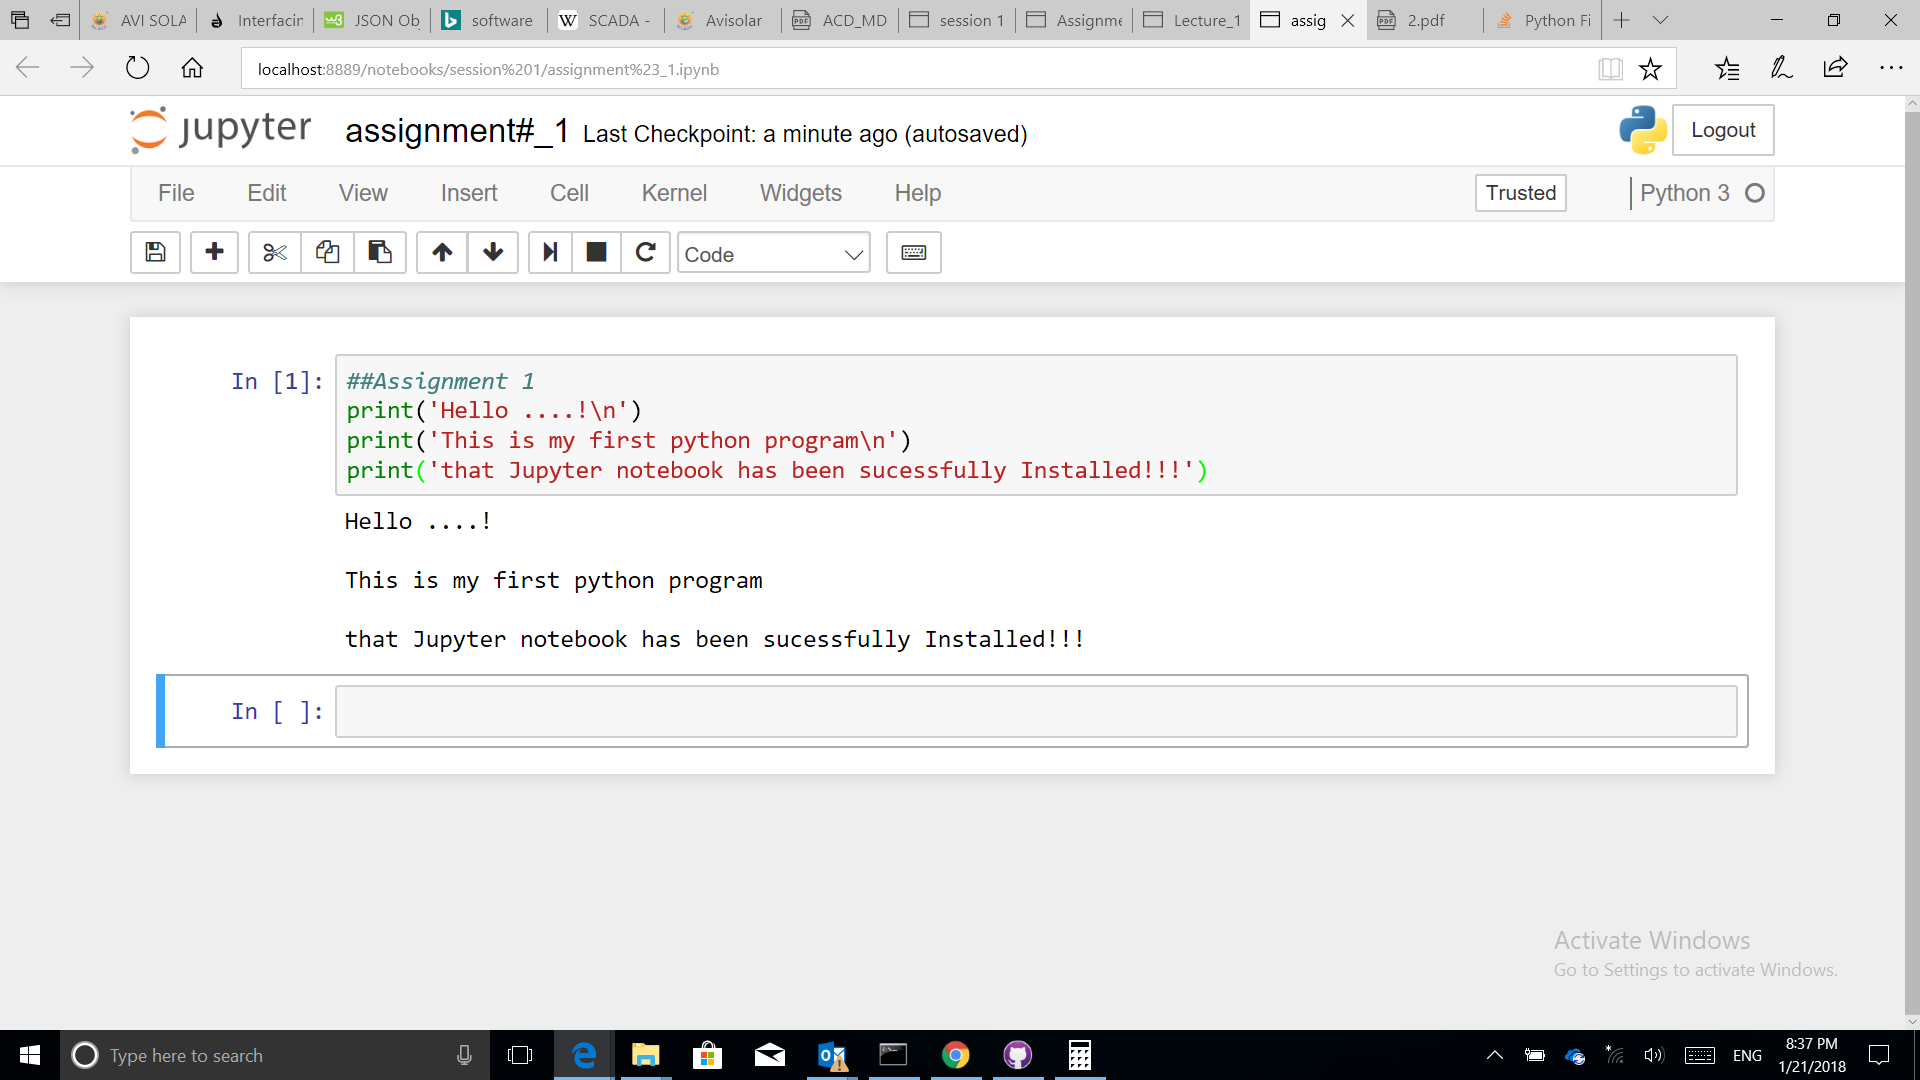 AVI SOLA
Interfacin
JSON Ob
software
SCADA -
Avisolar
ACD_MD
session 1
Assignme
Lecture_1
assig
2.pdf
Python Fi
localhost:8889/notebooks/session%201/assignment%23_1.ipynb
jupyter assignment#_1 Last Checkpoint: a minute ago (autosaved)
Logout
File Edit View Insert Cell Kernel Widgets Help
Trusted
Python 3
Code
In [1]:
##Assignment 1
print('Hello ....!\n')
print('This is my first python program\n')
print('that Jupyter notebook has been sucessfully Installed!!!')
Hello ....!
This is my first python program
that Jupyter notebook has been sucessfully Installed!!!
In [ ]:
Activate Windows
Go to Settings to activate Windows.
Type here to search
ENG
8:37 PM
1/21/2018